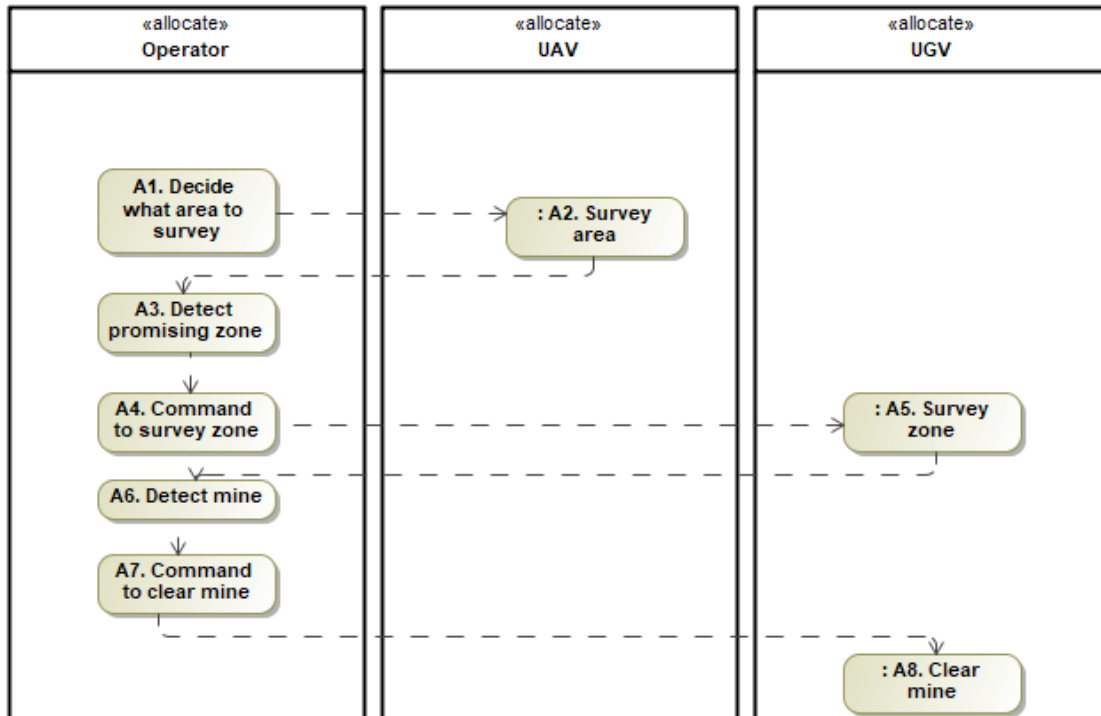 «allocate»
Operator
«allocate»
UAV
«allocate»
UGV
A1. Decide
what area to
survey
: A2. Survey
area
A3. Detect
promising zone
A4. Command
to survey zone
: A5. Survey
zone
A6. Detect mine
A7. Command
to clear mine
: A8. Clear
mine